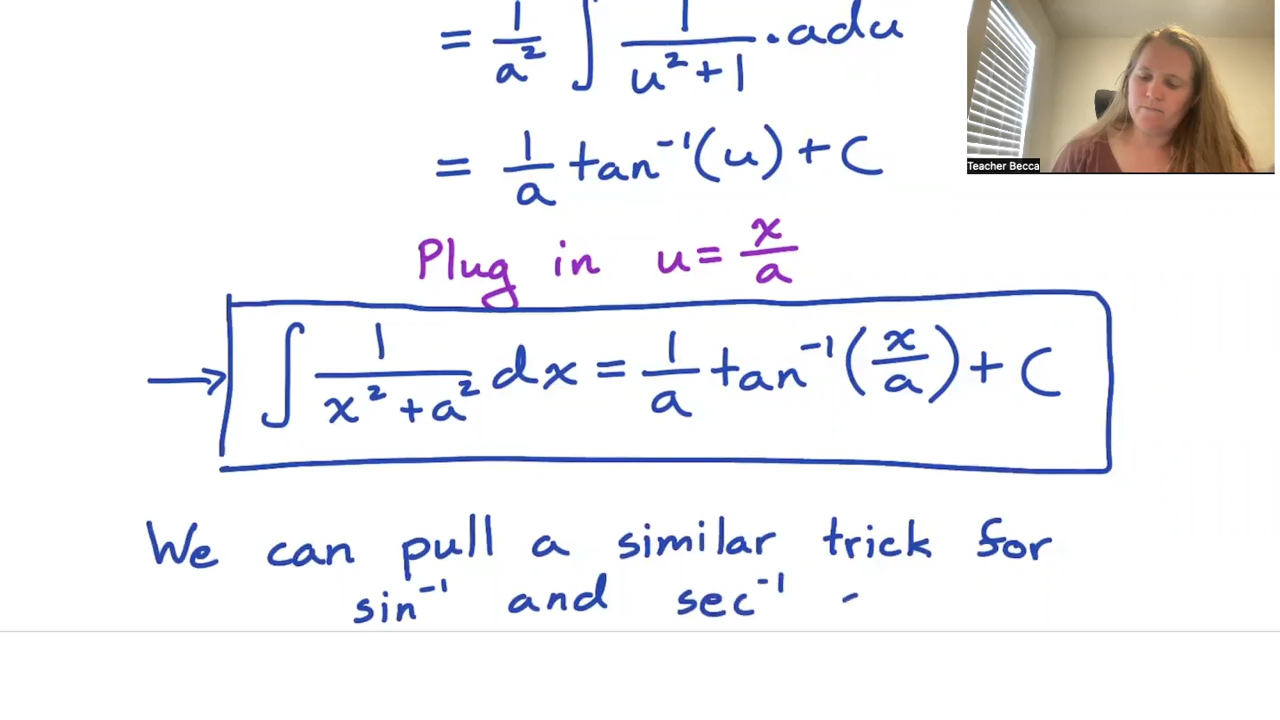 = 1/a² ∫ 1/(u²+1) · adu
= 1/a tan⁻¹(u) + C
Teacher Becca
Plug in u = x/a
→ ∫ 1/(x²+a²) dx = 1/a tan⁻¹(x/a) + C
We can pull a similar trick for
sin⁻¹ and sec⁻¹